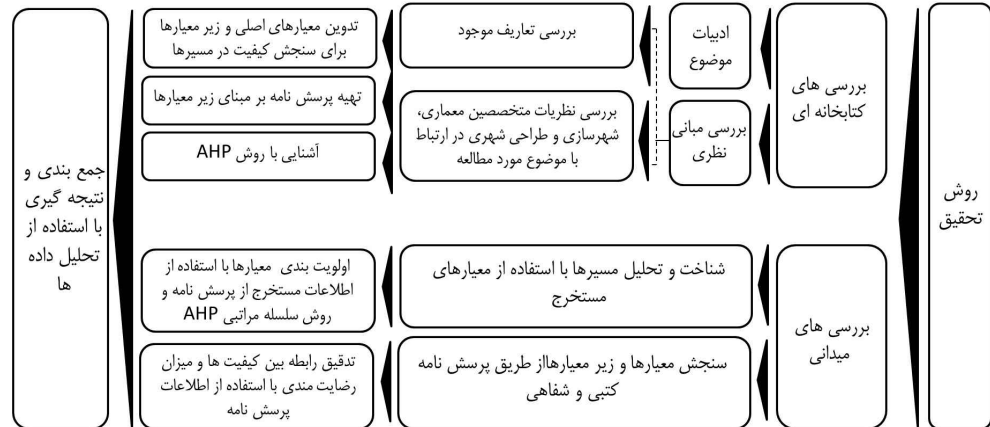 روش
تحقیق
بررسی های
کتابخانه ای
ادبیات
موضوع
بررسی مبانی
نظری
بررسی تعاریف موجود
بررسی نظریات متخصصین معماری،
شهرسازی و طراحی شهری در ارتباط
با موضوع مورد مطالعه
تدوین معیارهای اصلی و زیر معیارها
برای سنجش کیفیت در مسیرها
تهیه پرسش نامه بر مبنای زیر معیارها
آشنایی با روش AHP
بررسی های
میدانی
شناخت و تحلیل مسیرها با استفاده از معیارهای
مستخرج
سنجش معیارها و زیر معیارهااز طریق پرسش نامه
کتبی و شفاهی
اولویت بندی معیارها با استفاده از
اطلاعات مستخرج از پرسش نامه و
روش سلسله مراتبی AHP
تدقیق رابطه بین کیفیت ها و میزان
رضایت مندی با استفاده از اطلاعات
پرسش نامه
جمع بندی و
نتیجه گیری
با استفاده از
تحلیل داده
ها